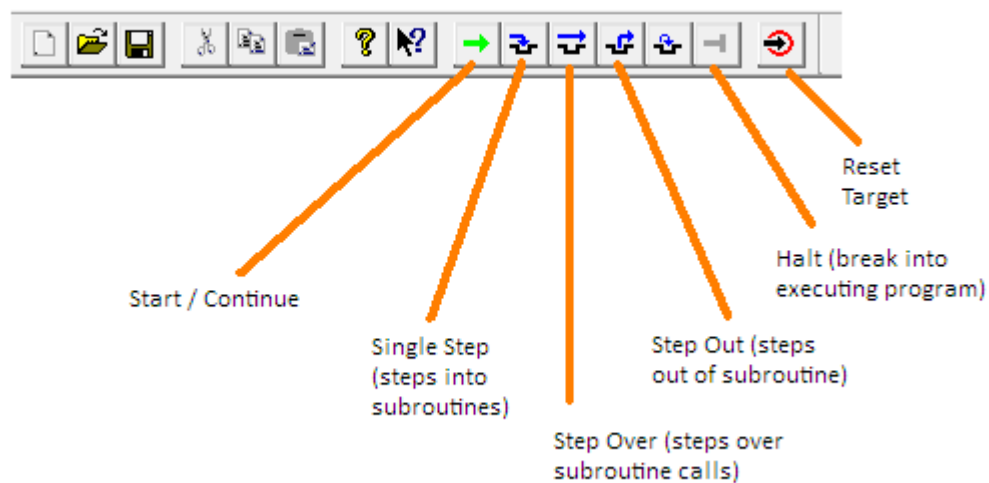 Reset
Target
Halt (break into
executing program)
Start / Continue
Single Step
(steps into
subroutines)
Step Out (steps
out of subroutine)
Step Over (steps over
subroutine calls)